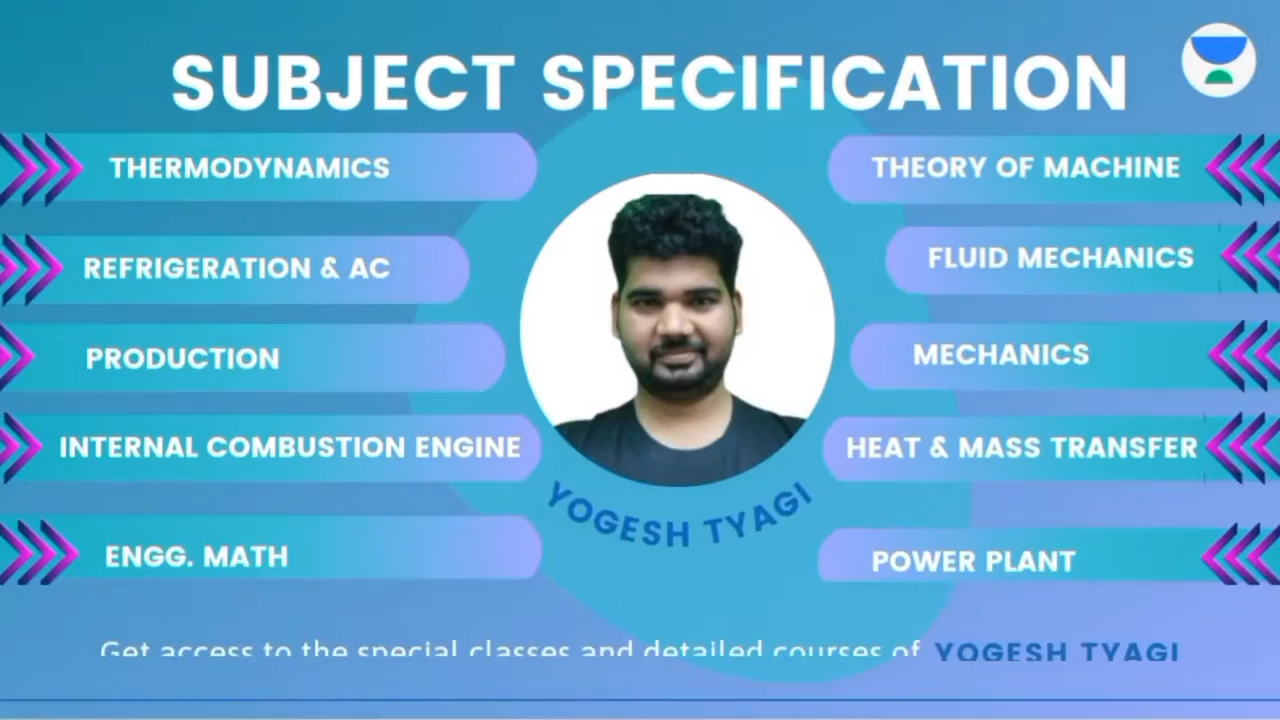 SUBJECT SPECIFICATION
THERMODYNAMICS
REFRIGERATION & AC
PRODUCTION
INTERNAL COMBUSTION ENGINE
ENGG. MATH
THEORY OF MACHINE
FLUID MECHANICS
MECHANICS
HEAT & MASS TRANSFER
POWER PLANT
YOGESH TYAGI
Get access to the special classes and detailed courses of YOGESH TYAGI